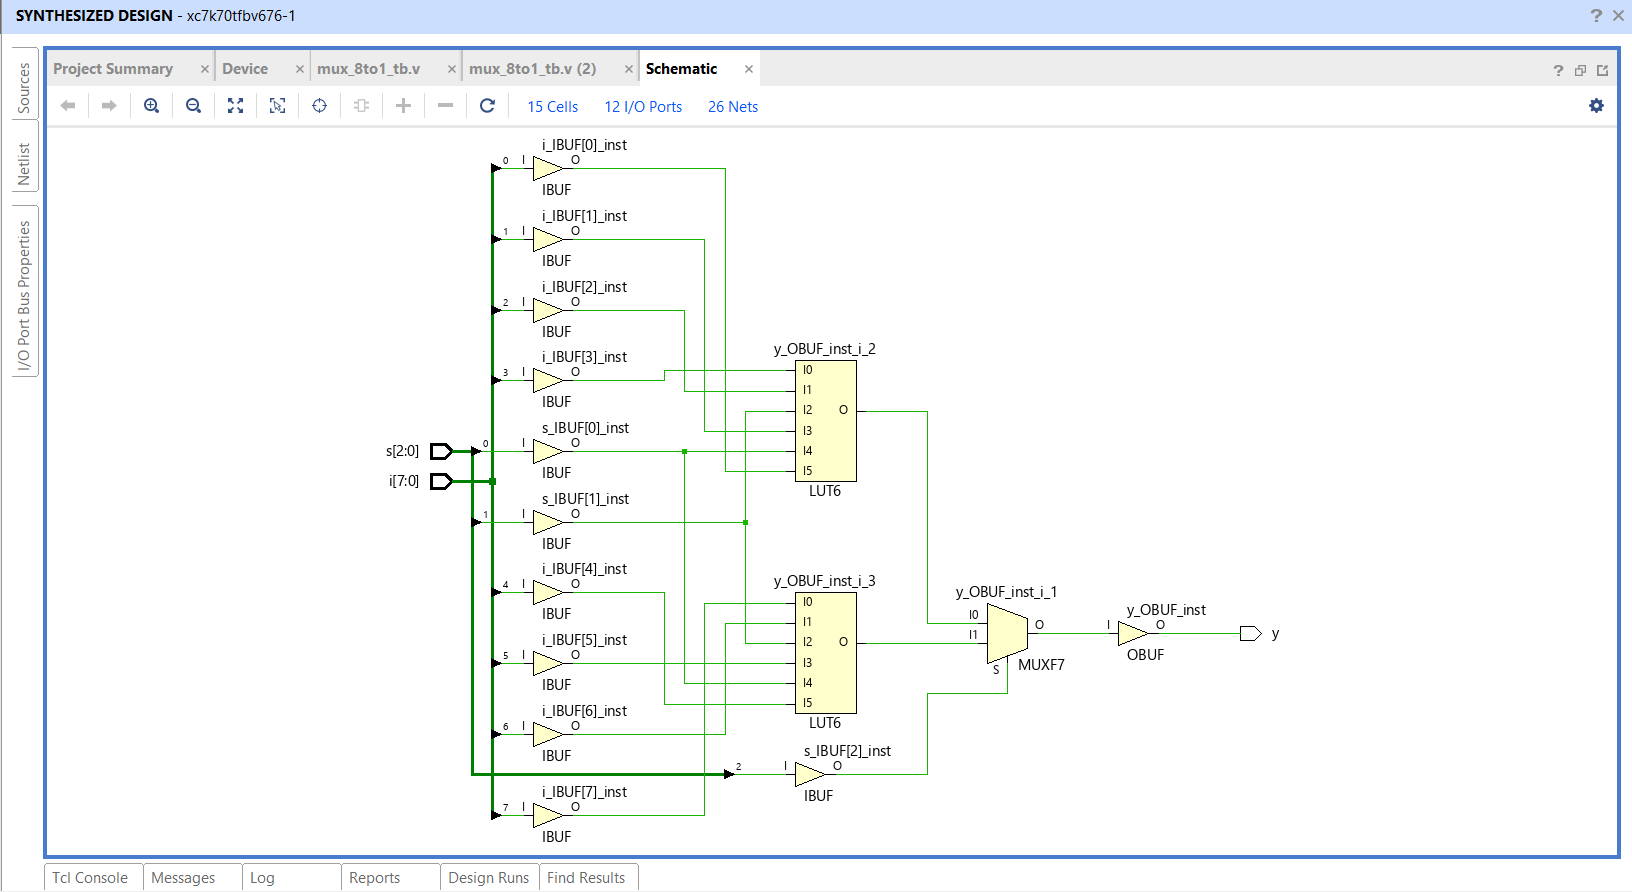 SYNTHESIZED DESIGN - xc7k70tfbv676-1
Sources
Netlist
I/O Port Bus Properties
Project Summary
Device
mux_8to1_tb.v
mux_8to1_tb.v (2)
Schematic
15 Cells
12 I/O Ports
26 Nets
i_IBUF[0]_inst
0 I O
IBUF
i_IBUF[1]_inst
1 I O
IBUF
i_IBUF[2]_inst
2 I O
IBUF
i_IBUF[3]_inst
3 I O
IBUF
s[2:0]
i[7:0]
s_IBUF[0]_inst
0 I O
IBUF
s_IBUF[1]_inst
1 I O
IBUF
i_IBUF[4]_inst
4 I O
IBUF
i_IBUF[5]_inst
5 I O
IBUF
i_IBUF[6]_inst
6 I O
IBUF
i_IBUF[7]_inst
7 I O
IBUF
y_OBUF_inst_i_2
I0
I1
I2 O
I3
I4
I5
LUT6
y_OBUF_inst_i_3
I0
I1
I2 O
I3
I4
I5
LUT6
s_IBUF[2]_inst
2 I O
IBUF
y_OBUF_inst_i_1
I0 O
I1
S MUXF7
y_OBUF_inst
I O
OBUF
y
Tcl Console
Messages
Log
Reports
Design Runs
Find Results